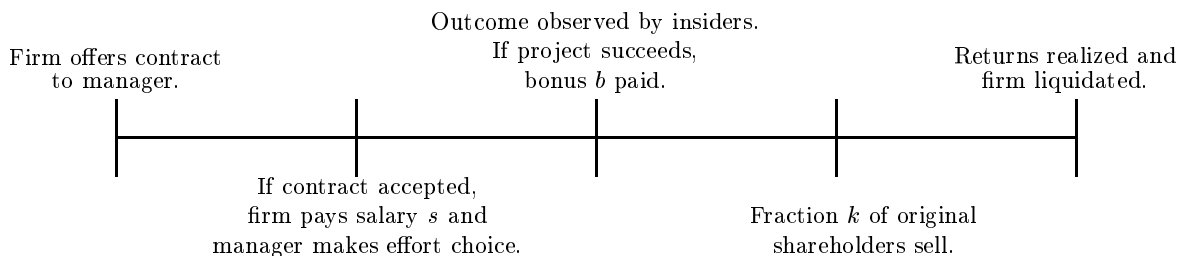 Firm offers contract
to manager.
If contract accepted,
firm pays salary s and
manager makes effort choice.
Outcome observed by insiders.
If project succeeds,
bonus b paid.
Fraction k of original
shareholders sell.
Returns realized and
firm liquidated.